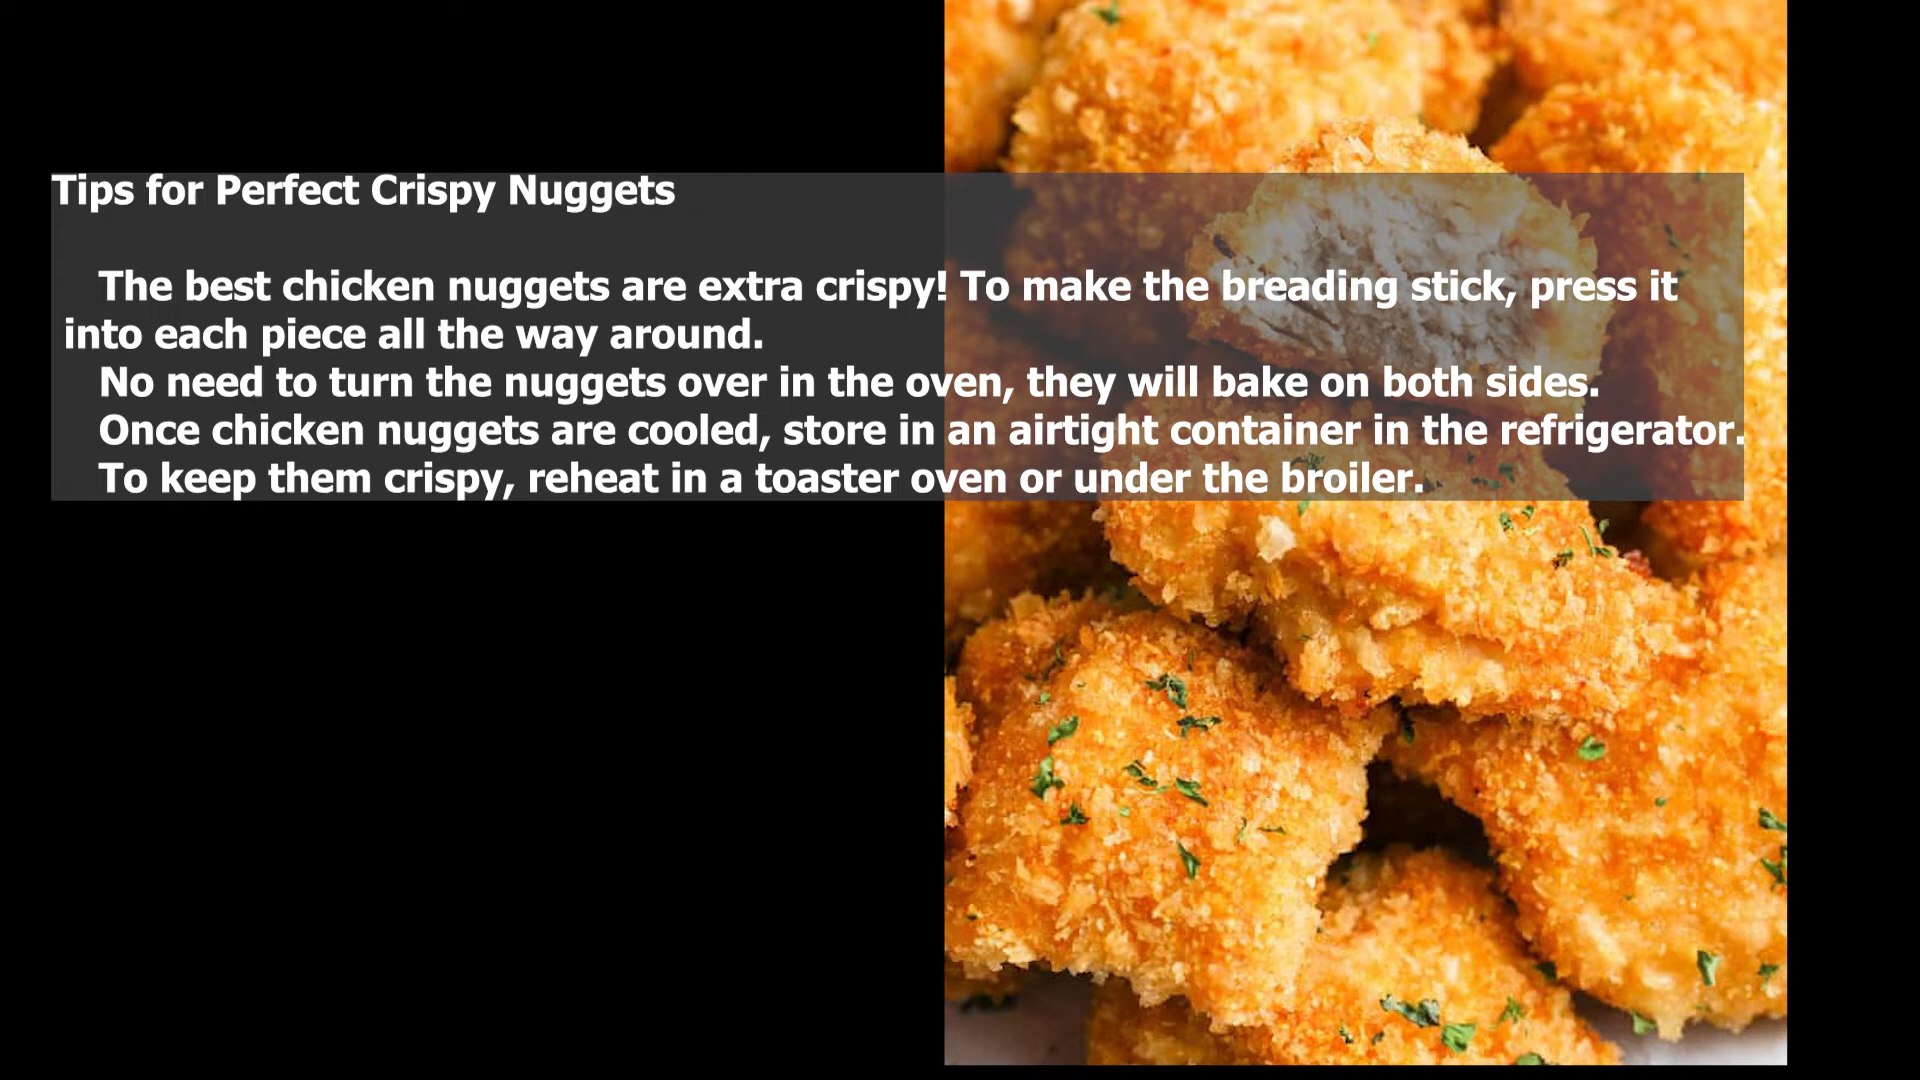 Tips for Perfect Crispy Nuggets
The best chicken nuggets are extra crispy! To make the breading stick, press it
into each piece all the way around.
No need to turn the nuggets over in the oven, they will bake on both sides.
Once chicken nuggets are cooled, store in an airtight container in the refrigerator.
To keep them crispy, reheat in a toaster oven or under the broiler.